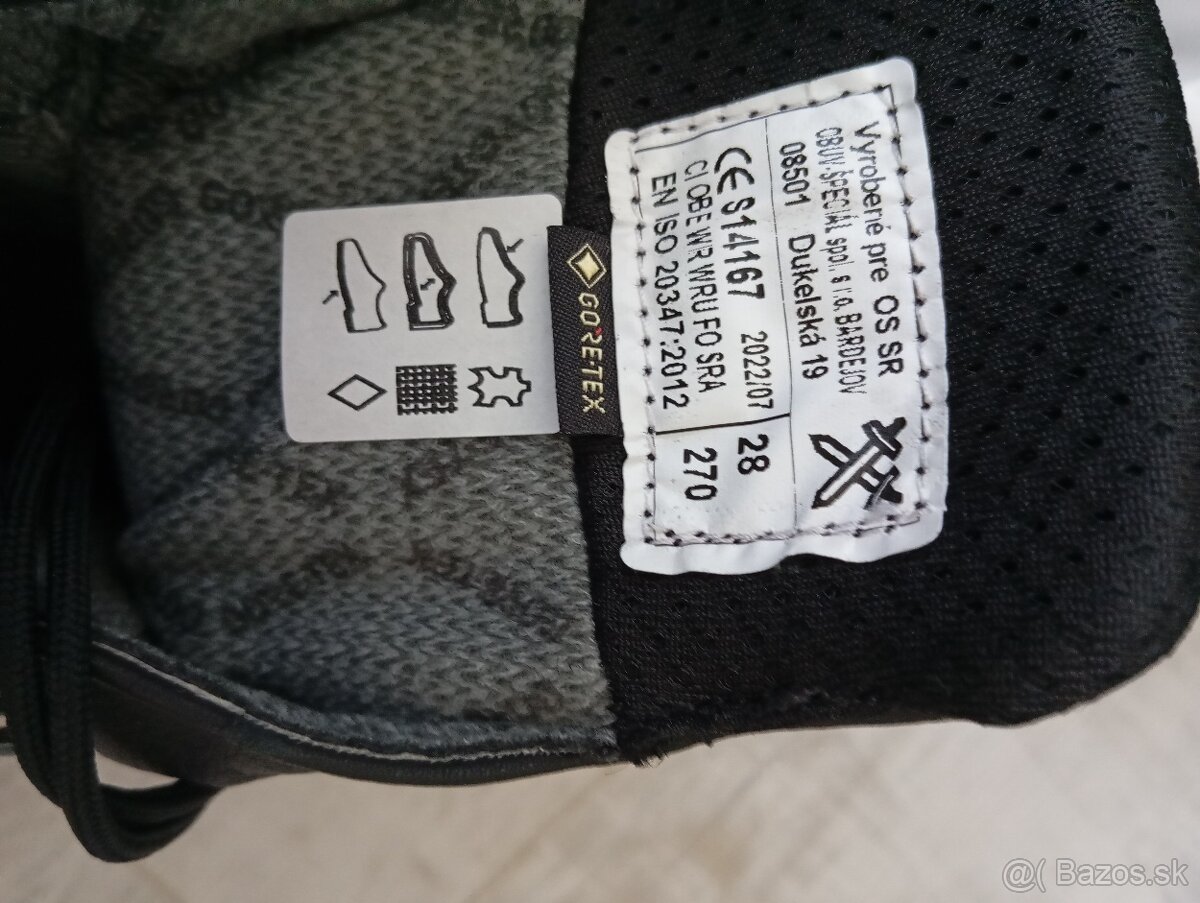 Vyrobené pre OS SR
OBUV ŠPECIÁL spol. s r.o. BARDEJOV
08501 Dukelská 19
CE S14167 2022/07 28
CI OBE WR WRU FO SRA 270
EN ISO 20347:2012
GORE-TEX
@( Bazos.sk